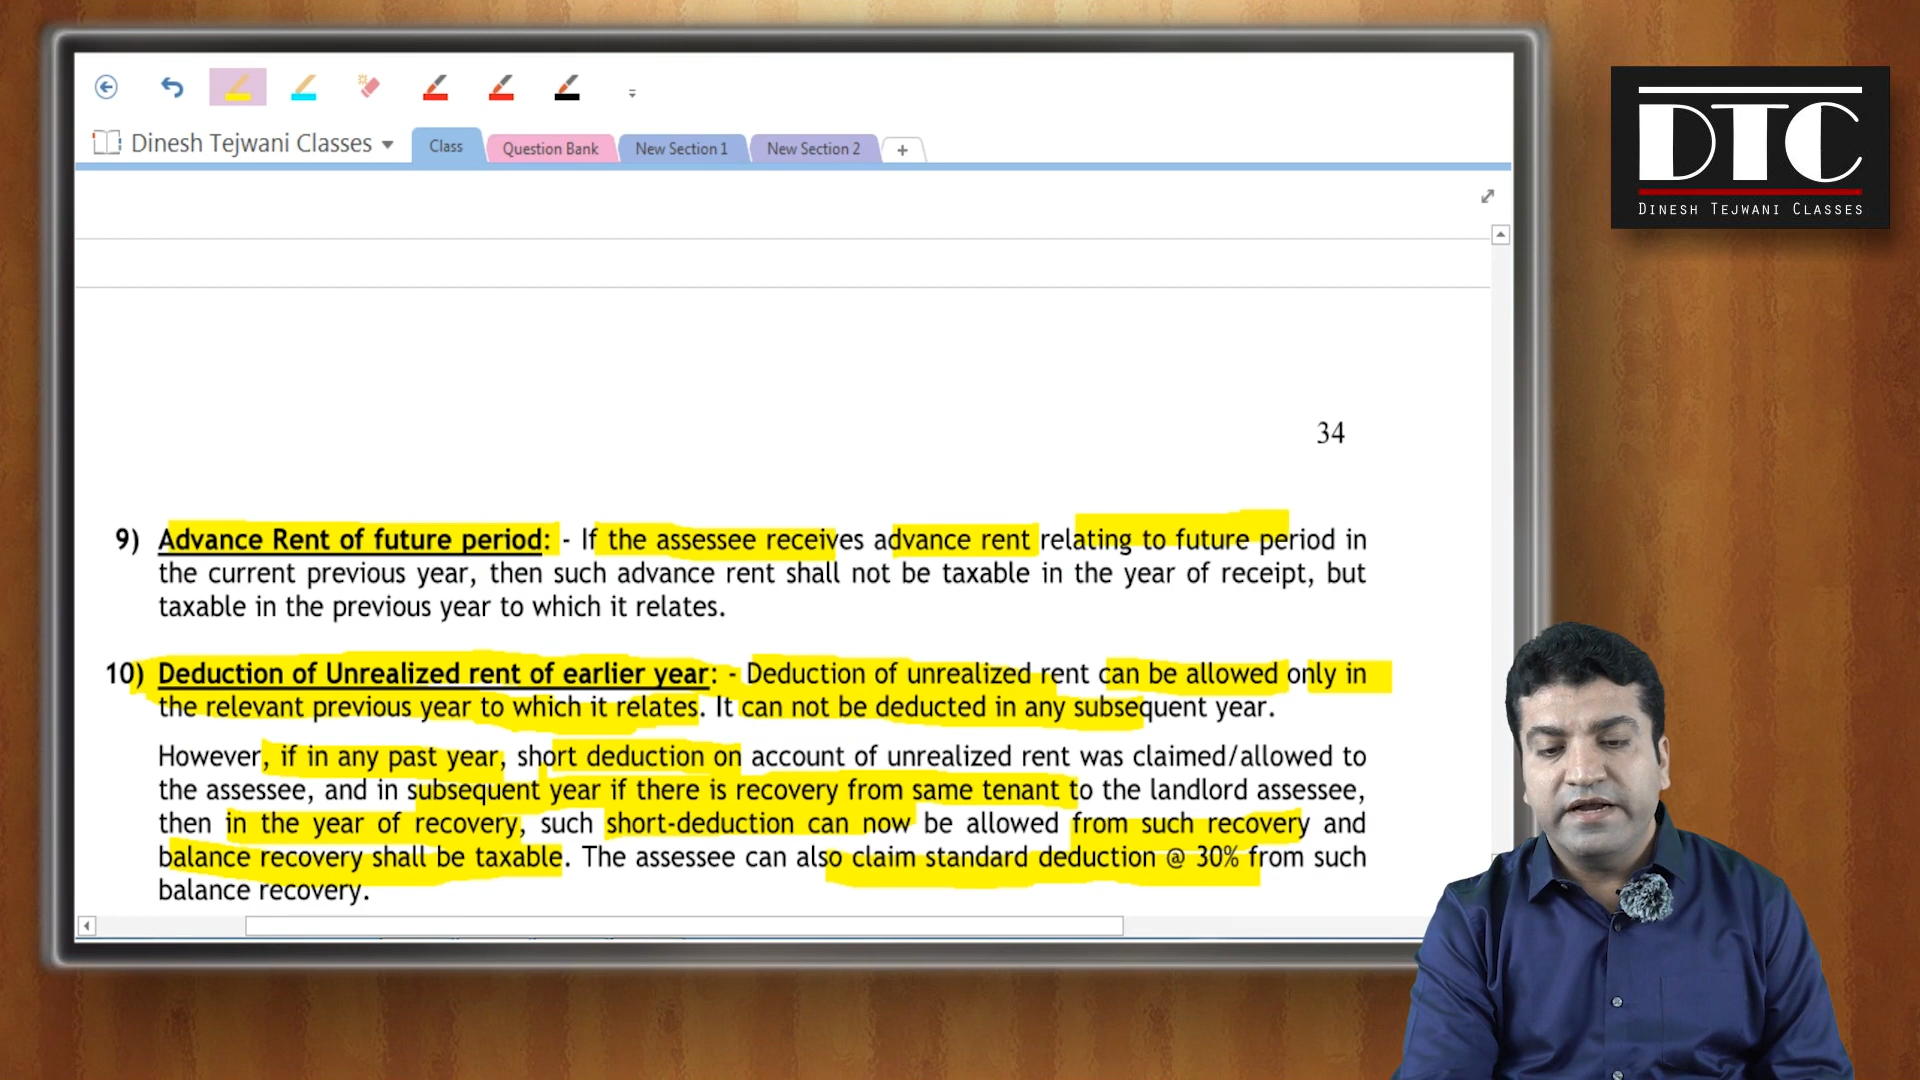 Dinesh Tejwani Classes
Class
Question Bank
New Section 1
New Section 2
DTC
DINESH TEJWANI CLASSES
34
9) Advance Rent of future period: - If the assessee receives advance rent relating to future period in
the current previous year, then such advance rent shall not be taxable in the year of receipt, but
taxable in the previous year to which it relates.
10) Deduction of Unrealized rent of earlier year: - Deduction of unrealized rent can be allowed only in
the relevant previous year to which it relates. It can not be deducted in any subsequent year.
However, if in any past year, short deduction on account of unrealized rent was claimed/allowed to
the assessee, and in subsequent year if there is recovery from same tenant to the landlord assessee,
then in the year of recovery, such short-deduction can now be allowed from such recovery and
balance recovery shall be taxable. The assessee can also claim standard deduction @ 30% from such
balance recovery.